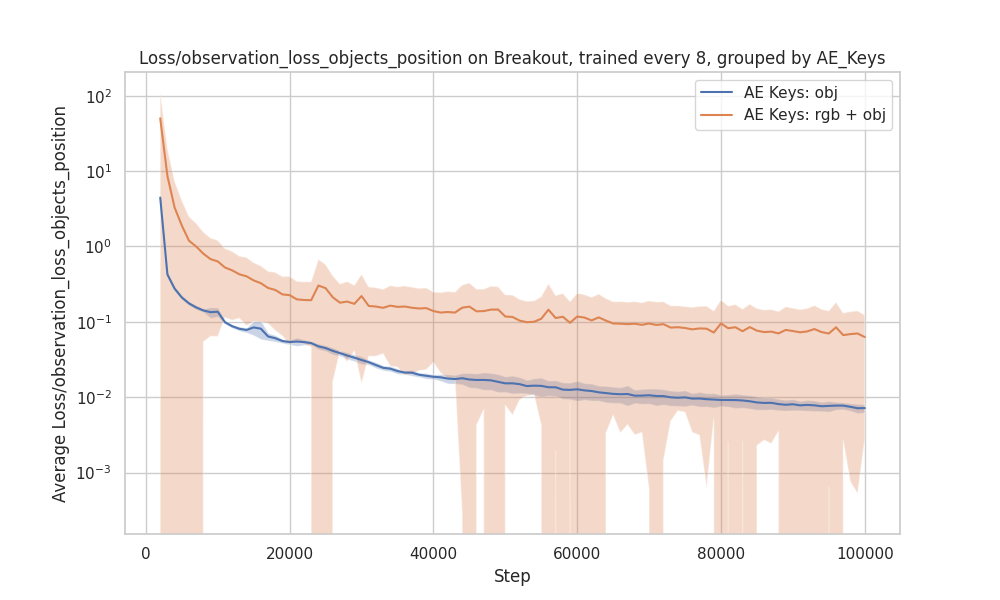 Loss/observation_loss_objects_position on Breakout, trained every 8, grouped by AE_Keys
AE Keys: obj
AE Keys: rgb + obj
Average Loss/observation_loss_objects_position
10²
10¹
10⁰
10⁻¹
10⁻²
10⁻³
0 20000 40000 60000 80000 100000
Step